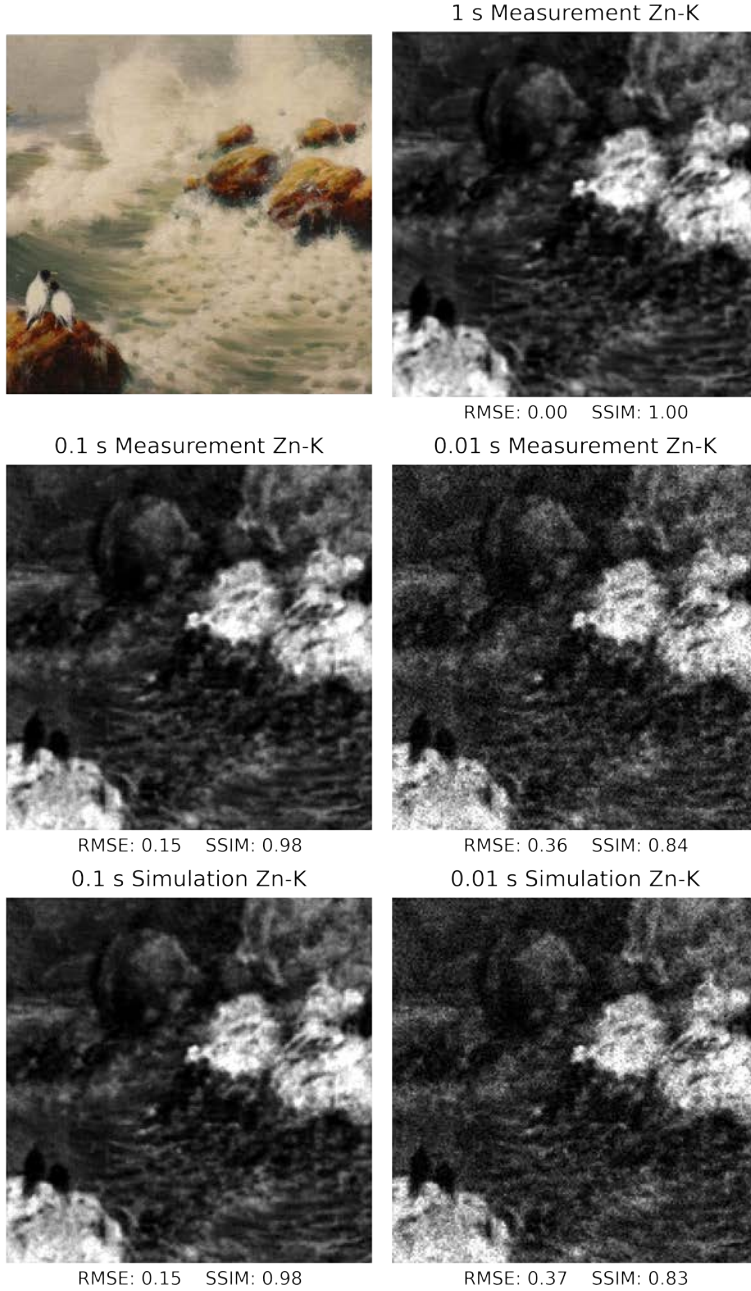 1 s Measurement Zn-K
RMSE: 0.00 SSIM: 1.00
0.1 s Measurement Zn-K
0.01 s Measurement Zn-K
RMSE: 0.15 SSIM: 0.98
RMSE: 0.36 SSIM: 0.84
0.1 s Simulation Zn-K
0.01 s Simulation Zn-K
RMSE: 0.15 SSIM: 0.98
RMSE: 0.37 SSIM: 0.83